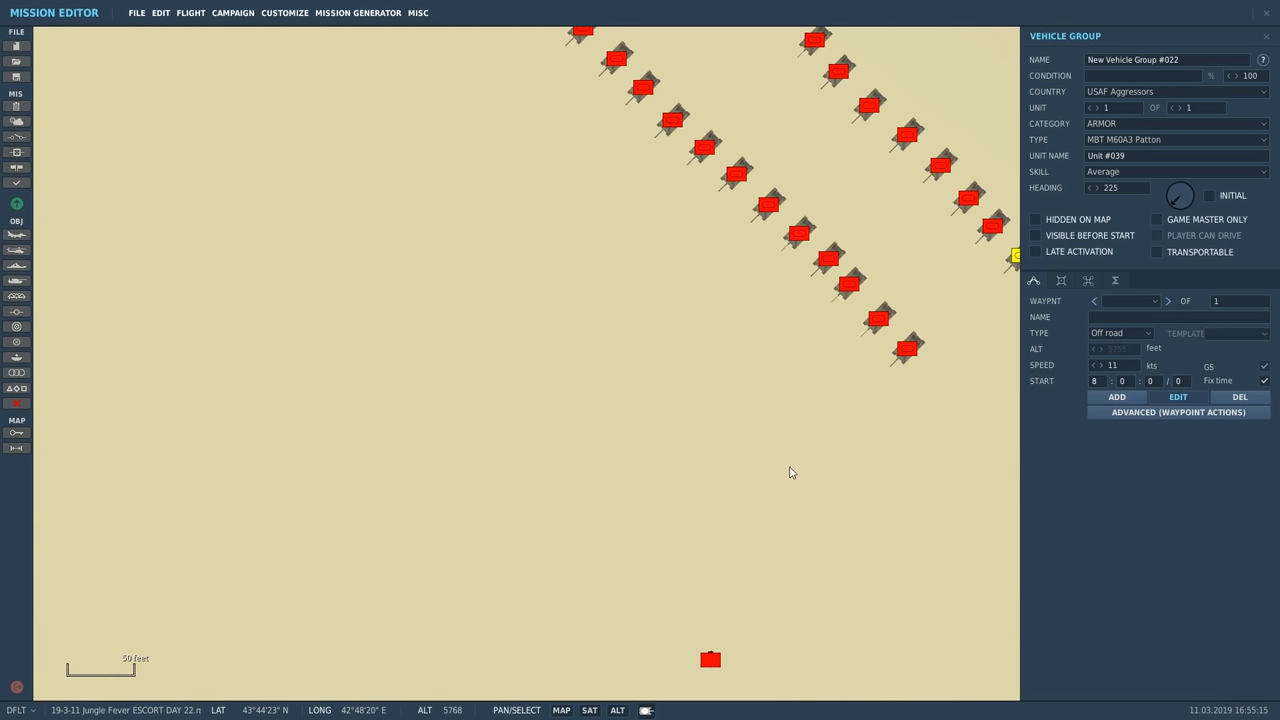 MISSION EDITOR
FILE EDIT FLIGHT CAMPAIGN CUSTOMIZE MISSION GENERATOR MISC
FILE
MIS
OBJ
MAP
50 feet
VEHICLE GROUP
NAME New Vehicle Group #022 ?
CONDITION % < > 100
COUNTRY USAF Aggressors
UNIT < > 1 OF < > 1
CATEGORY ARMOR
TYPE MBT M60A3 Patton
UNIT NAME Unit #039
SKILL Average
HEADING < > 225 INITIAL
HIDDEN ON MAP GAME MASTER ONLY
VISIBLE BEFORE START PLAYER CAN DRIVE
LATE ACTIVATION TRANSPORTABLE
Σ
WAYPNT < > OF 1
NAME
TYPE Off road TEMPLATE
ALT < > 5755 feet
SPEED < > 11 kts GS
START 8 : 0 : 0 / 0 Fix time
ADD EDIT DEL
ADVANCED (WAYPOINT ACTIONS)
DFLT 19-3-11 Jungle Fever ESCORT DAY 22.m LAT 43°44'23" N LONG 42°48'20" E ALT 5768 PAN/SELECT MAP SAT ALT 11.03.2019 16:55:15